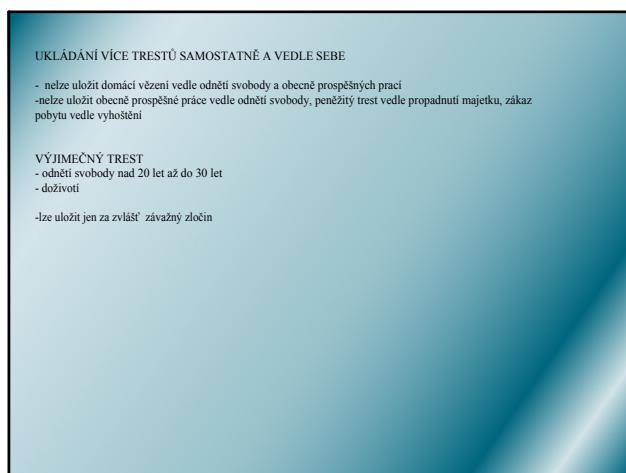 UKLÁDÁNÍ VÍCE TRESTŮ SAMOSTATNĚ A VEDLE SEBE
- nelze uložit domácí vězení vedle odnětí svobody a obecně prospěšných prací
-nelze uložit obecně prospěšné práce vedle odnětí svobody, peněžitý trest vedle propadnutí majetku, zákaz
pobytu vedle vyhoštění
VÝJIMEČNÝ TREST
- odnětí svobody nad 20 let až do 30 let
- doživotí
-lze uložit jen za zvlášť závažný zločin